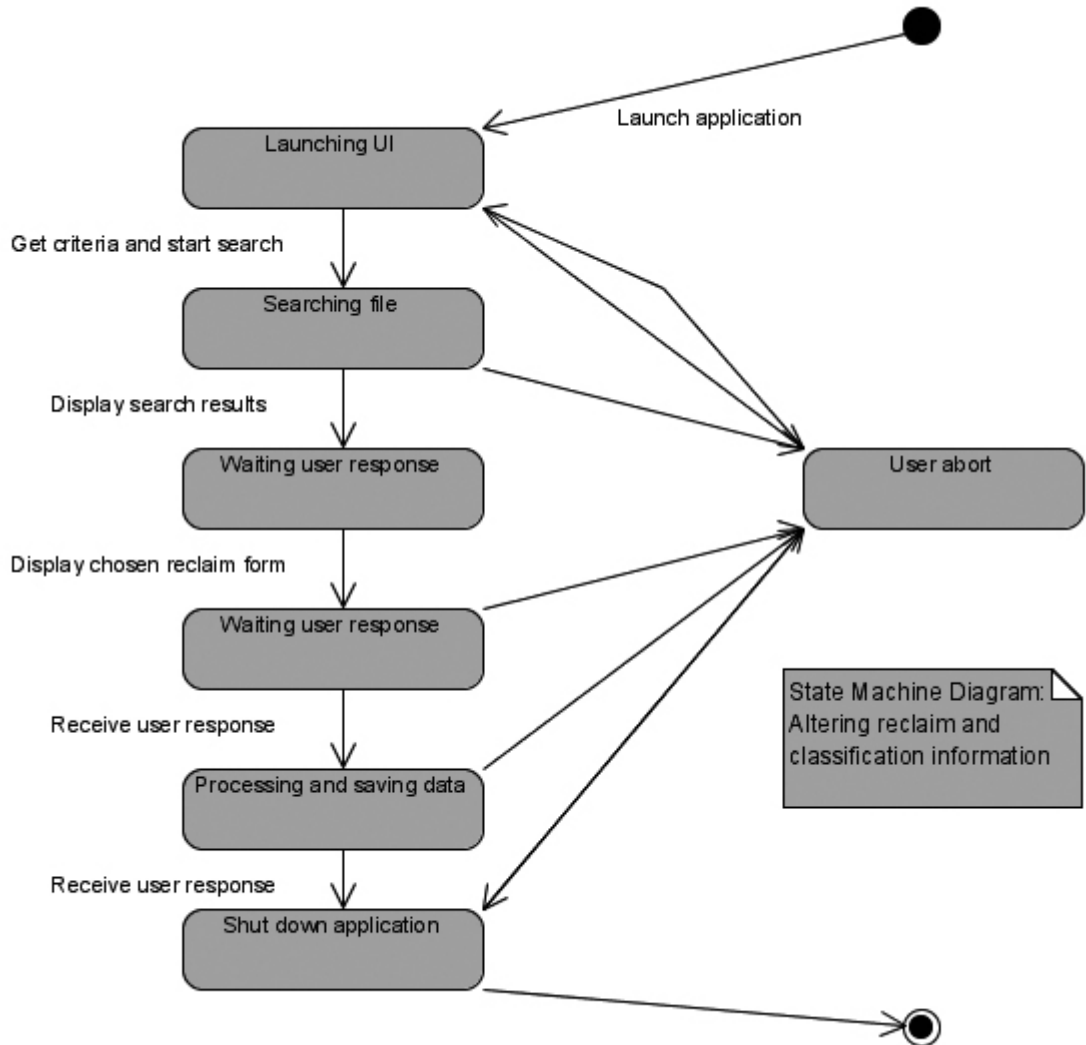 Launch application
Launching UI
Get criteria and start search
Searching file
Display search results
Waiting user response
User abort
Display chosen reclaim form
Waiting user response
State Machine Diagram:
Altering reclaim and
classification information
Receive user response
Processing and saving data
Receive user response
Shut down application